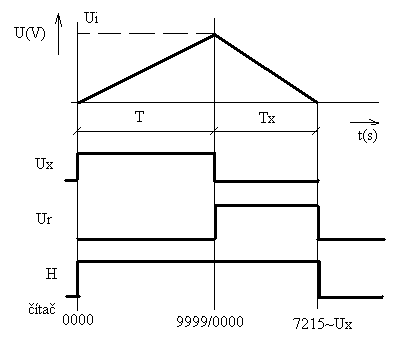 Ui
U(V)
T
Tx
t(s)
Ux
Ur
H
čítač
0000
9999/0000
7215~Ux